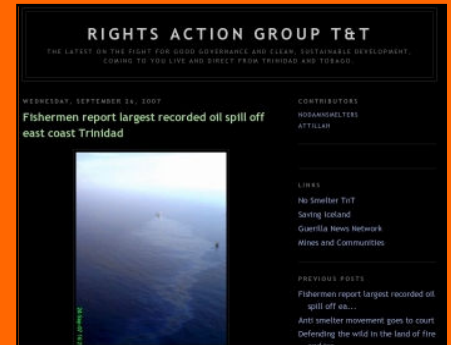 RIGHTS ACTION GROUP T&T
THE LATEST ON THE FIGHT FOR GOOD GOVERNANCE AND CLEAN, SUSTAINABLE DEVELOPMENT,
COMING TO YOU LIVE AND DIRECT FROM TRINIDAD AND TOBAGO.
WEDNESDAY, SEPTEMBER 26, 2007
Fishermen report largest recorded oil spill off
east coast Trinidad
CONTRIBUTORS
NODAMNSMELTERS
ATTILLAH
LINKS
No Smelter TnT
Saving Iceland
Guerilla News Network
Mines and Communities
PREVIOUS POSTS
Fishermen report largest recorded oil
spill off ea...
Anti smelter movement goes to court
Defending the wild in the land of fire